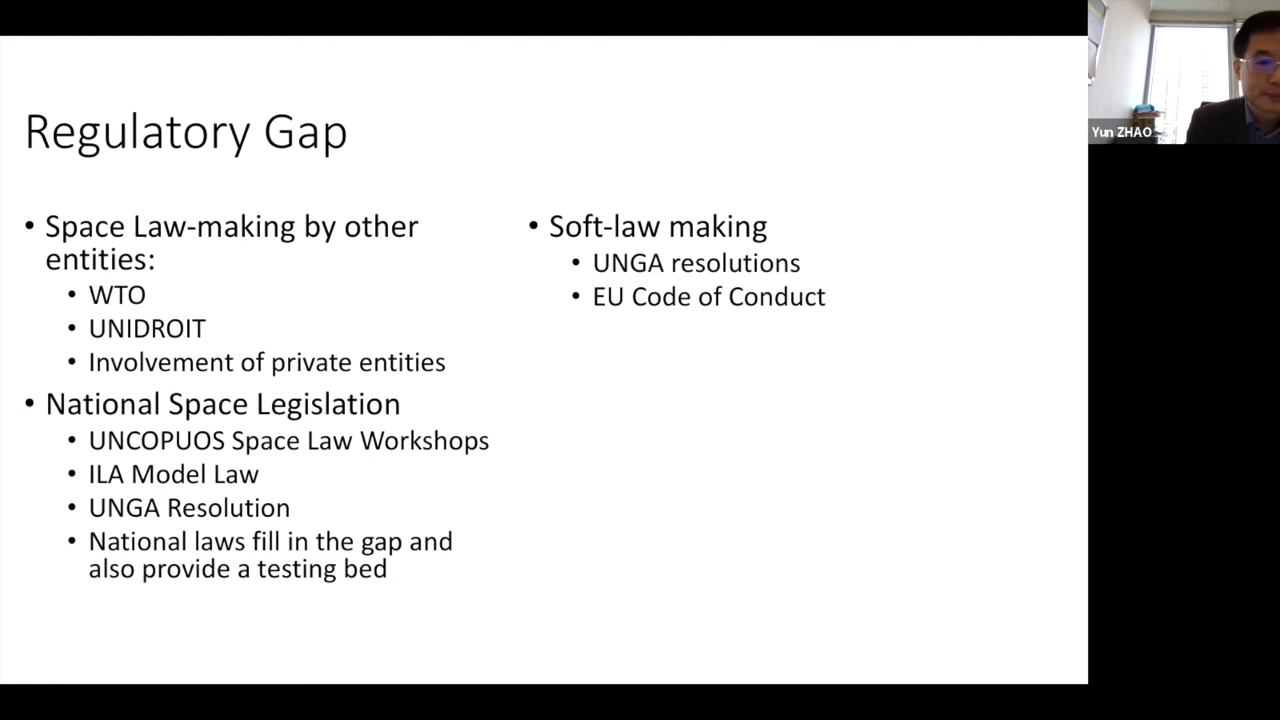 Regulatory Gap
• Space Law-making by other
entities:
• WTO
• UNIDROIT
• Involvement of private entities
• National Space Legislation
• UNCOPUOS Space Law Workshops
• ILA Model Law
• UNGA Resolution
• National laws fill in the gap and
also provide a testing bed
• Soft-law making
• UNGA resolutions
• EU Code of Conduct
Yun ZHAO